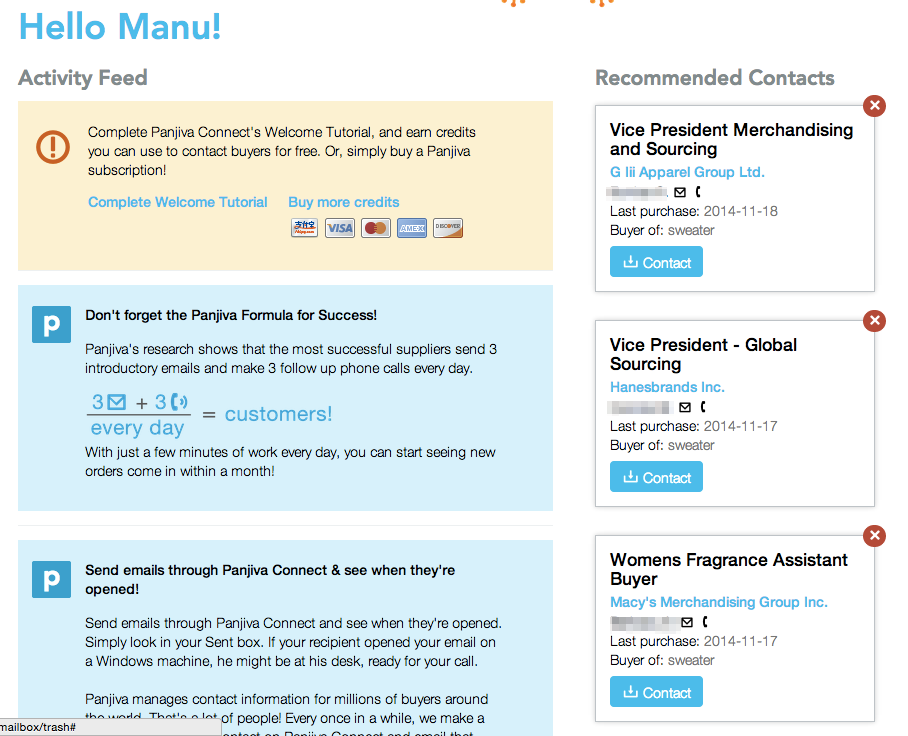 Hello Manu!
Activity Feed
Complete Panjiva Connect's Welcome Tutorial, and earn credits
you can use to contact buyers for free. Or, simply buy a Panjiva
subscription!
Complete Welcome Tutorial Buy more credits
支付宝 VISA AMEX DISCOVER
p
Don't forget the Panjiva Formula for Success!
Panjiva's research shows that the most successful suppliers send 3
introductory emails and make 3 follow up phone calls every day.
3 + 3
every day = customers!
With just a few minutes of work every day, you can start seeing new
orders come in within a month!
p
Send emails through Panjiva Connect & see when they're
opened!
Send emails through Panjiva Connect and see when they're opened.
Simply look in your Sent box. If your recipient opened your email on
a Windows machine, he might be at his desk, ready for your call.
Panjiva manages contact information for millions of buyers around
the world. That's a lot of people! Every once in a while, we make a
contact on Panjiva Connect and email that
mailbox/trash#
Recommended Contacts
Vice President Merchandising
and Sourcing
G Iii Apparel Group Ltd.
Last purchase: 2014-11-18
Buyer of: sweater
Contact
Vice President - Global
Sourcing
Hanesbrands Inc.
Last purchase: 2014-11-17
Buyer of: sweater
Contact
Womens Fragrance Assistant
Buyer
Macy's Merchandising Group Inc.
Last purchase: 2014-11-17
Buyer of: sweater
Contact